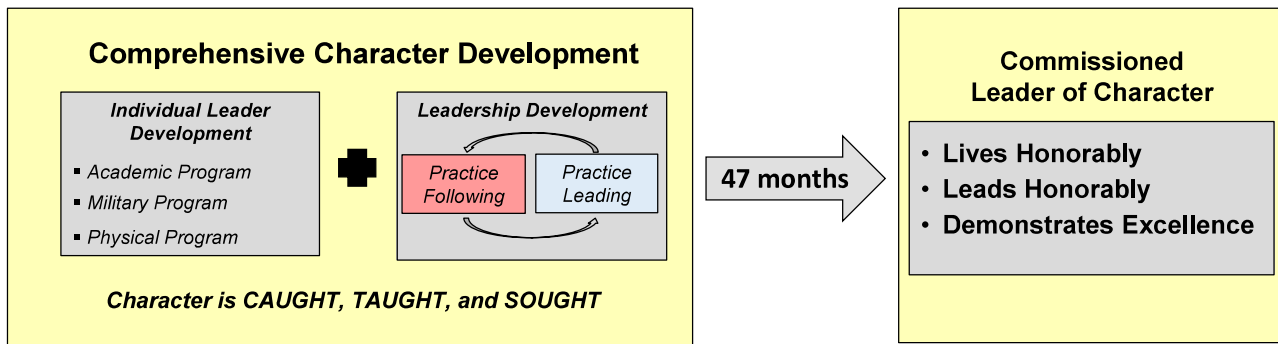 Comprehensive Character Development
Individual Leader
Development
▪ Academic Program
▪ Military Program
▪ Physical Program
Leadership Development
Practice
Following
Practice
Leading
Character is CAUGHT, TAUGHT, and SOUGHT
47 months
Commissioned
Leader of Character
• Lives Honorably
• Leads Honorably
• Demonstrates Excellence